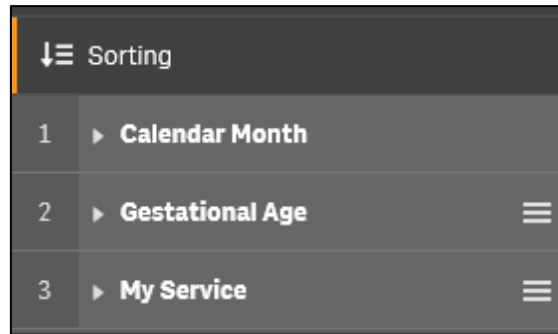 Sorting
1 Calendar Month
2 Gestational Age
3 My Service